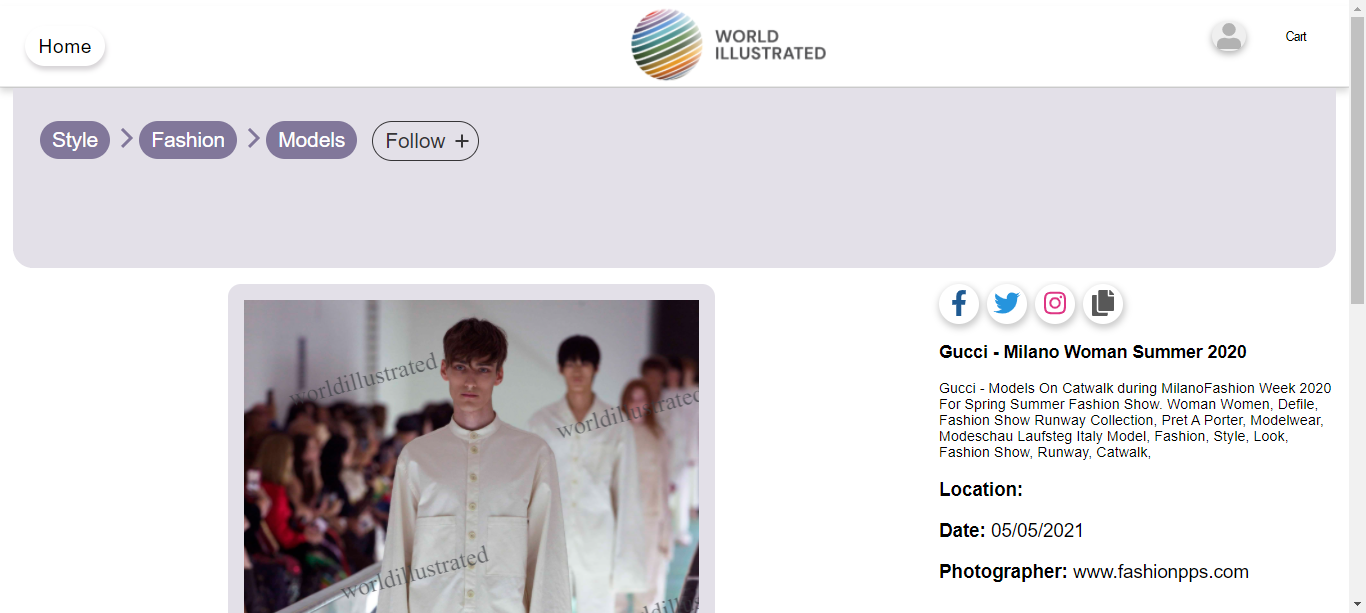 Home
WORLD
ILLUSTRATED
Cart
Style
Fashion
Models
Follow +
worldillustrated
worldillustrated
worldillustrated
Gucci - Milano Woman Summer 2020
Gucci - Models On Catwalk during MilanoFashion Week 2020
For Spring Summer Fashion Show. Woman Women, Defile,
Fashion Show Runway Collection, Pret A Porter, Modelwear,
Modeschau Laufsteg Italy Model, Fashion, Style, Look,
Fashion Show, Runway, Catwalk,
Location:
Date: 05/05/2021
Photographer: www.fashionpps.com